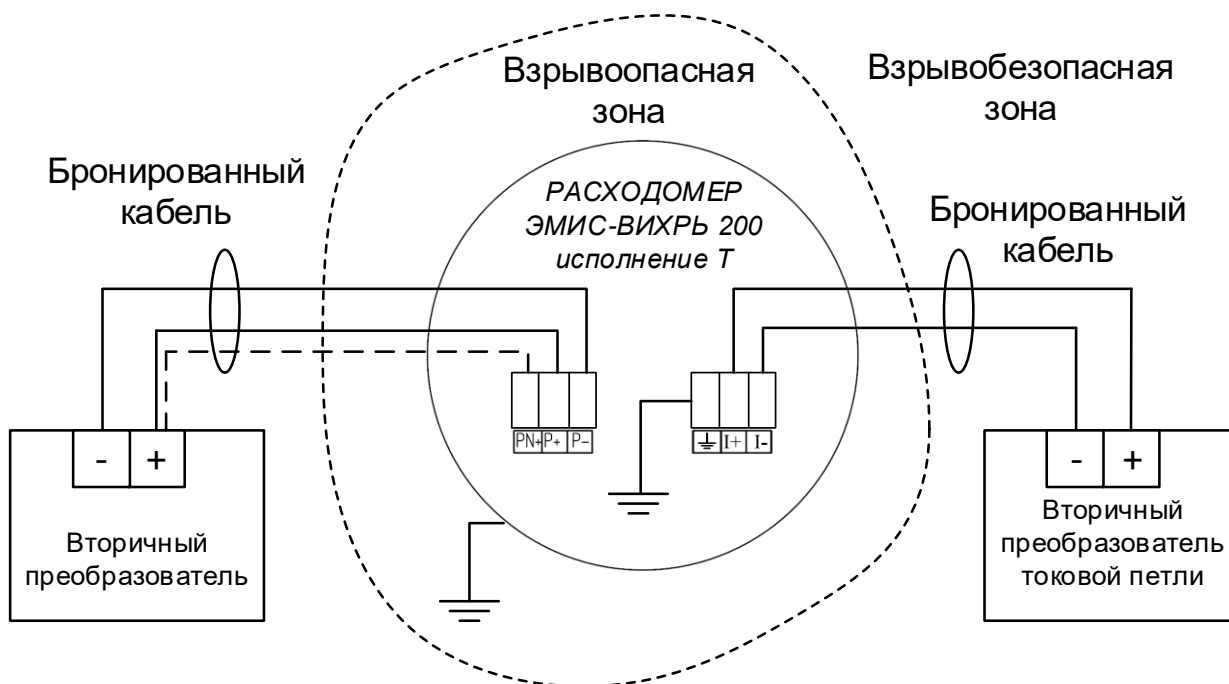 Взрывоопасная
зона
Взрывобезопасная
зона
Бронированный
кабель
РАСХОДОМЕР
ЭМИС-ВИХРЬ 200
исполнение Т
Бронированный
кабель
PN+ P+ P-
⏚ I+ I-
- +
Вторичный
преобразователь
- +
Вторичный
преобразователь
токовой петли